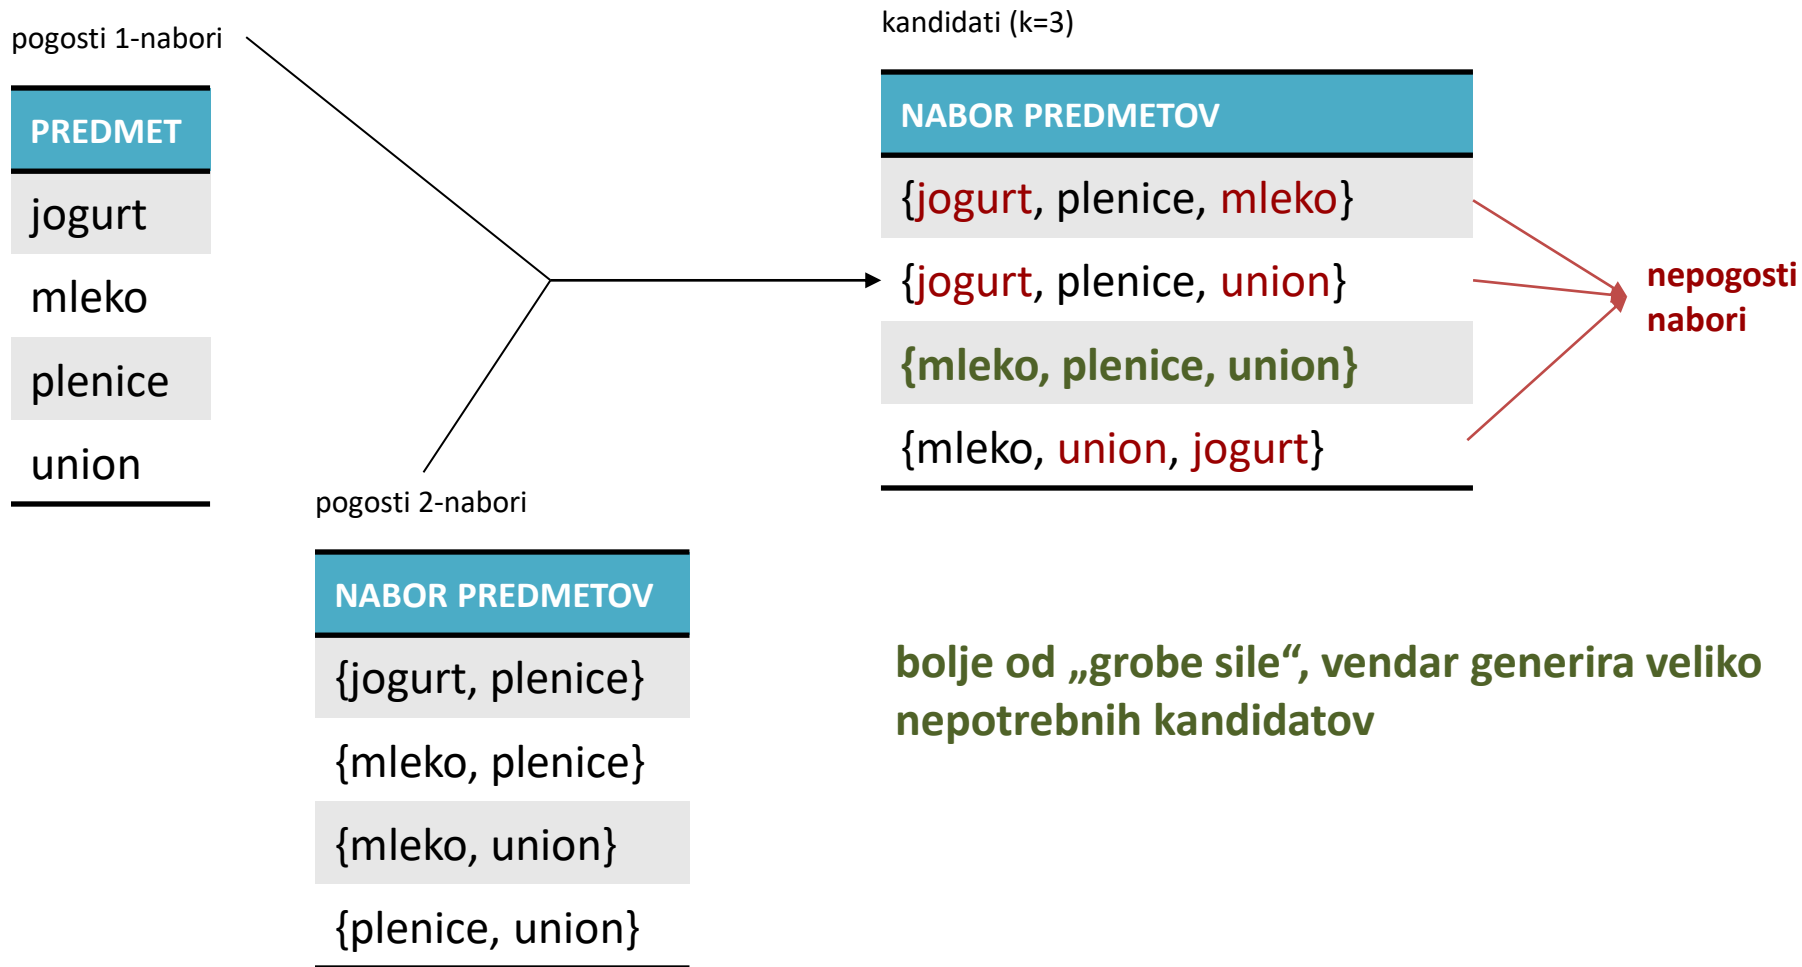 pogosti 1-nabori
PREDMET
jogurt
mleko
plenice
union
pogosti 2-nabori
NABOR PREDMETOV
{jogurt, plenice}
{mleko, plenice}
{mleko, union}
{plenice, union}
kandidati (k=3)
NABOR PREDMETOV
{jogurt, plenice, mleko}
{jogurt, plenice, union}
{mleko, plenice, union}
{mleko, union, jogurt}
nepogosti
nabori
bolje od „grobe sile“, vendar generira veliko
nepotrebnih kandidatov